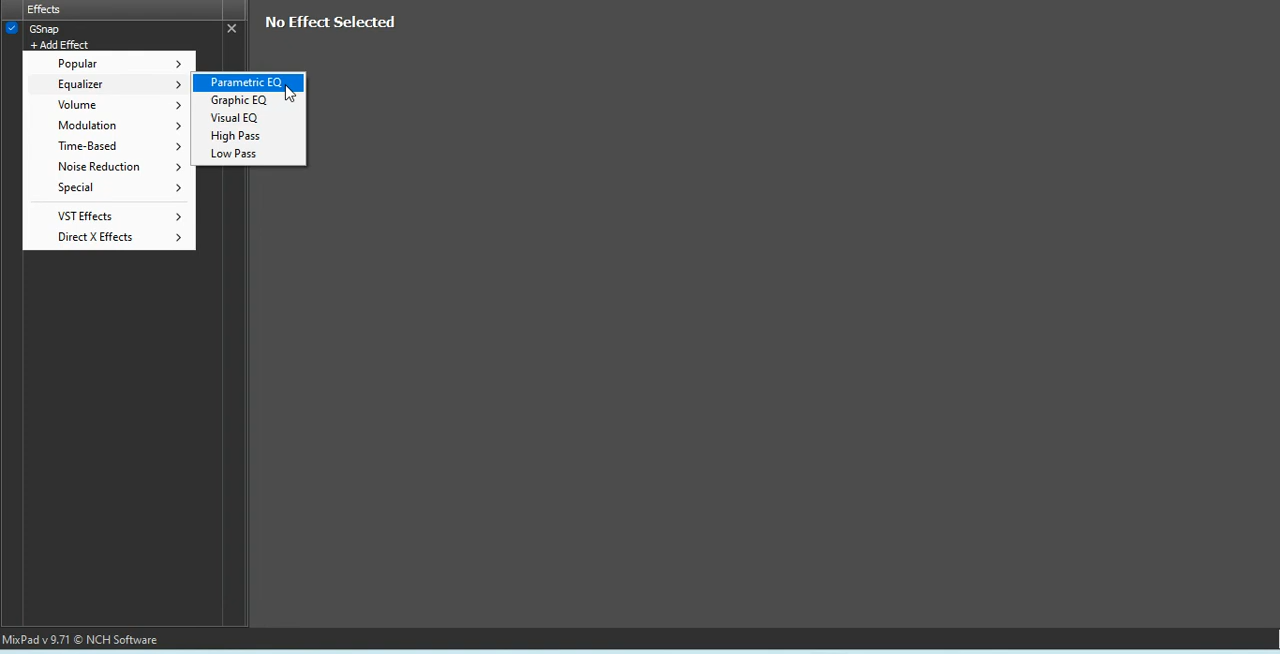 Effects
No Effect Selected
GSnap
+ Add Effect
Popular
Equalizer
Volume
Modulation
Time-Based
Noise Reduction
Special
VST Effects
Direct X Effects
Parametric EQ
Graphic EQ
Visual EQ
High Pass
Low Pass
MixPad v 9.71 © NCH Software